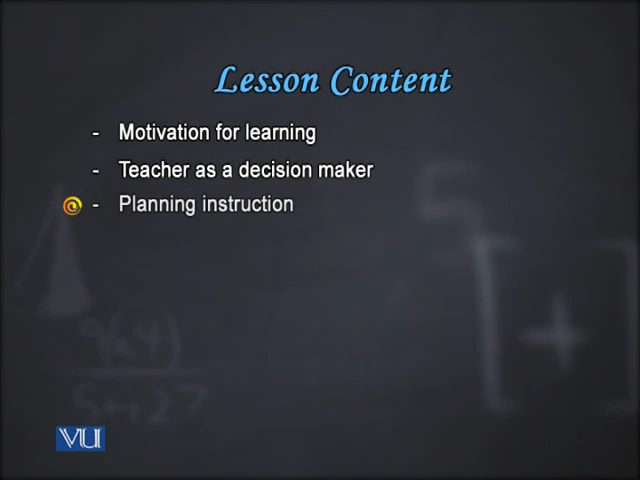 Lesson Content
- Motivation for learning
- Teacher as a decision maker
- Planning instruction
VU